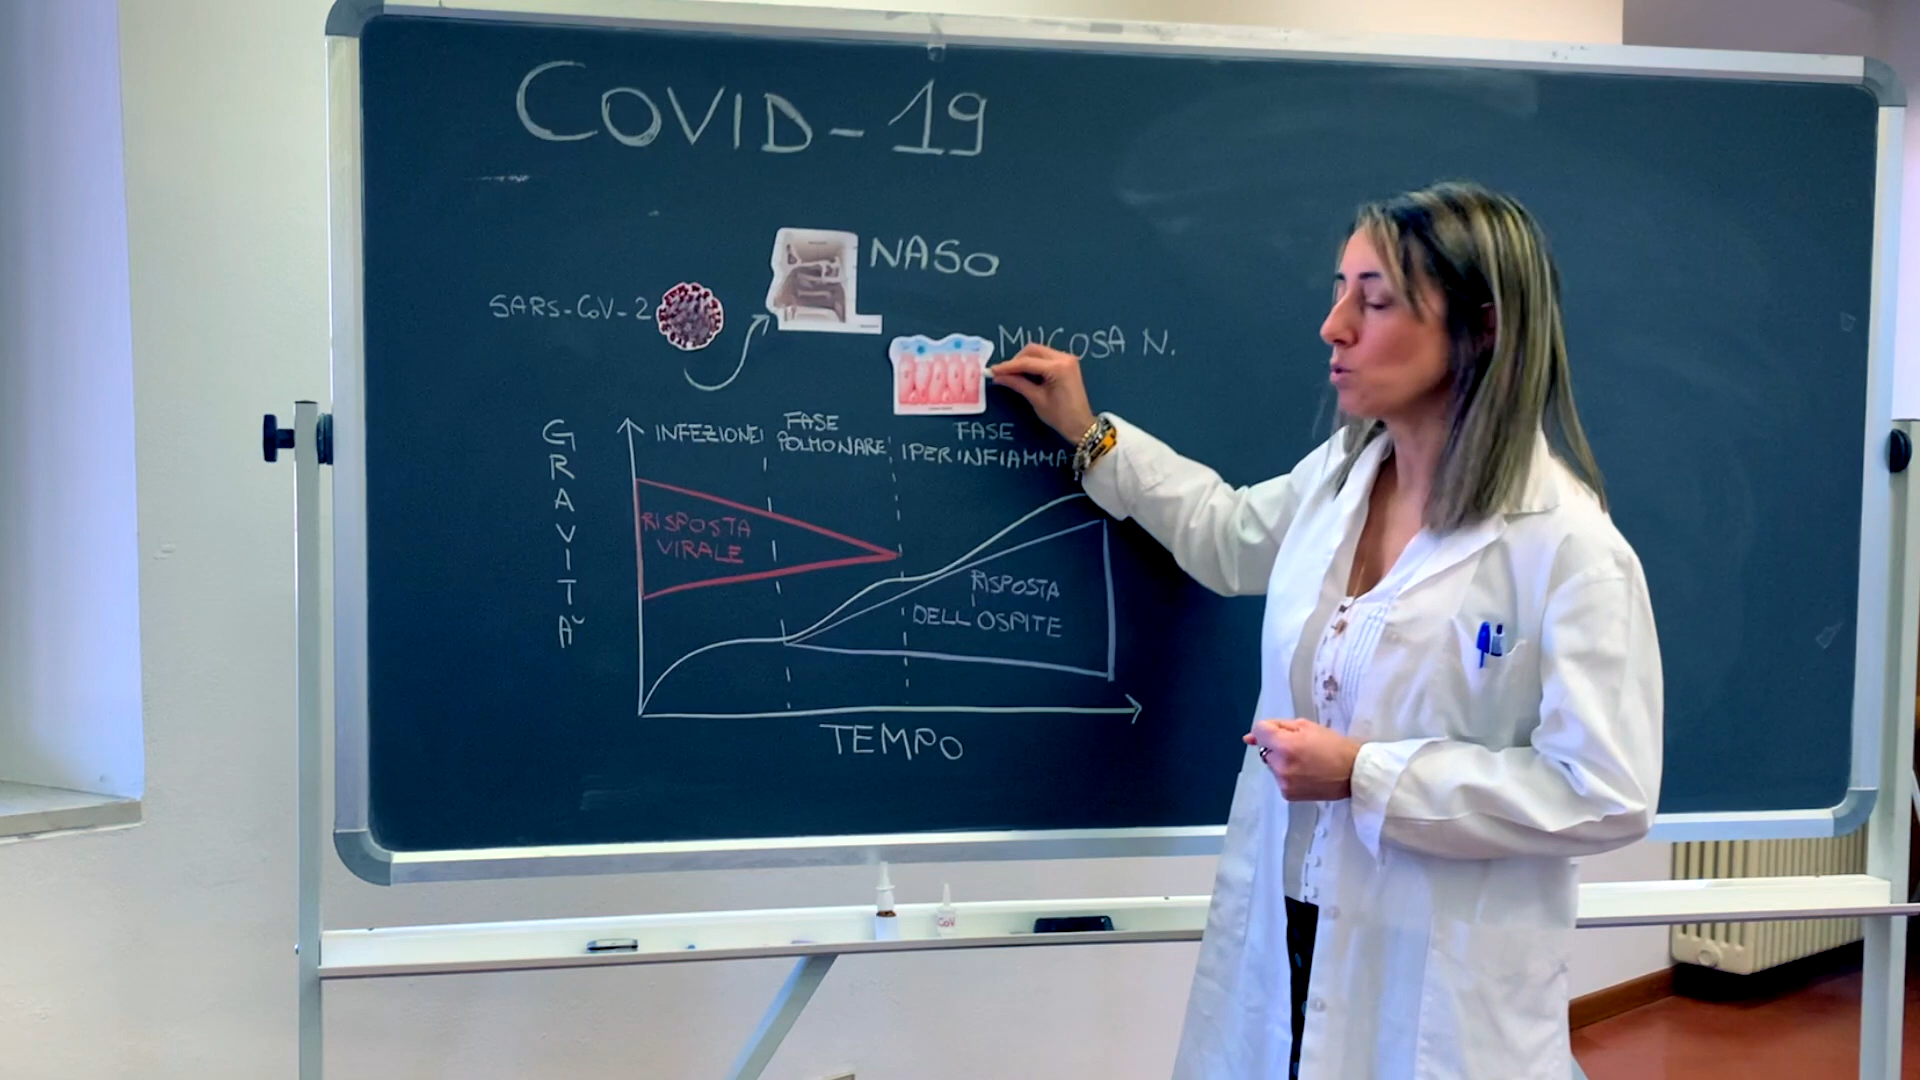 COVID-19
NASO
SARS-CoV-2
MUCOSA N.
GRAVITÀ
INFEZIONE
FASE
POLMONARE
FASE
IPERINFIAMMA
RISPOSTA
VIRALE
RISPOSTA
DELL'OSPITE
TEMPO
CoV